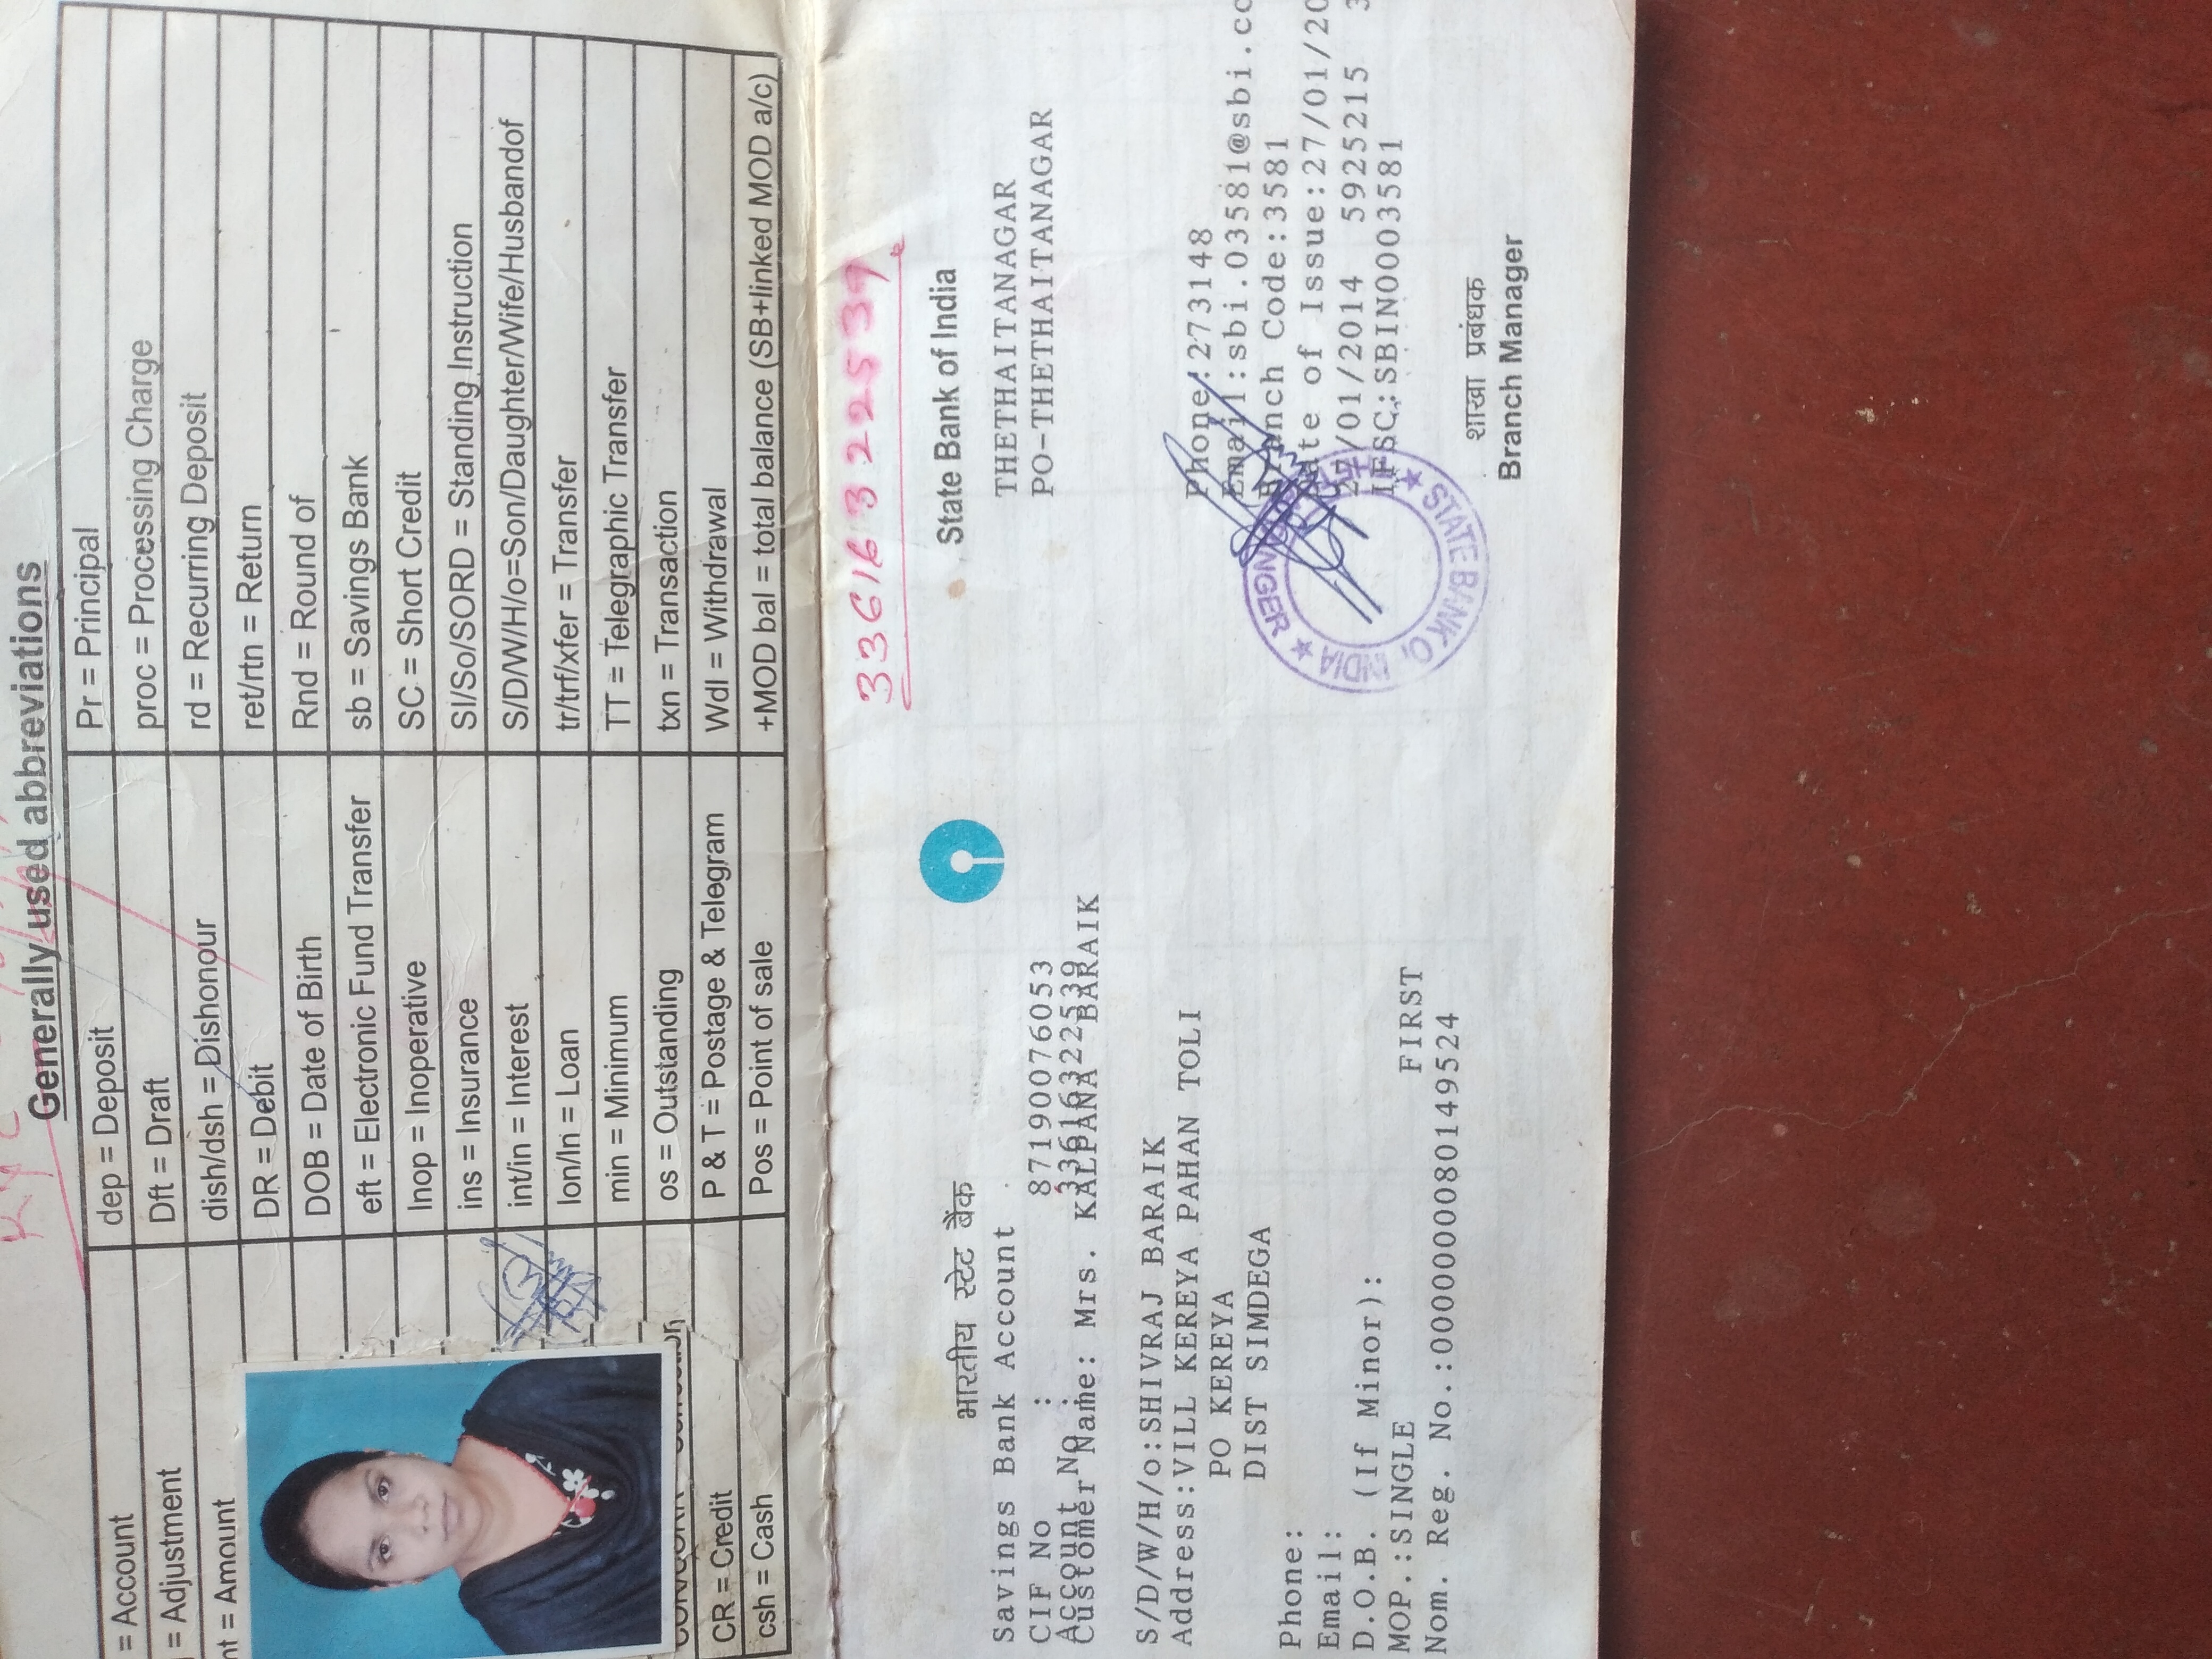 Generally used abbreviations
= Account
dep = Deposit
Pr = Principal
= Adjustment
Dft = Draft
proc = Processing Charge
nt = Amount
dish/dsh = Dishonour
rd = Recurring Deposit
DR = Debit
ret/rtn = Return
DOB = Date of Birth
Rnd = Round of
eft = Electronic Fund Transfer
sb = Savings Bank
Inop = Inoperative
SC = Short Credit
ins = Insurance
SI/So/SORD = Standing Instruction
int/in = Interest
S/D/W/H/o=Son/Daughter/Wife/Husbandof
lon/ln = Loan
tr/trf/xfer = Transfer
min = Minimum
TT = Telegraphic Transfer
os = Outstanding
txn = Transaction
CR = Credit
P & T = Postage & Telegram
Wdl = Withdrawal
csh = Cash
Pos = Point of sale
+MOD bal = total balance (SB+linked MOD a/c)
33616322539
भारतीय स्टेट बैंक
State Bank of India
Savings Bank Account
THETHAITANAGAR
CIF No : 87190076053
PO-THETHAITANAGAR
Account No : 33616322539
Customer Name: Mrs. KALPANA BARAIK
S/D/W/H/o:SHIVRAJ BARAIK
Phone:273148
Address:VILL KEREYA PAHAN TOLI
Email:sbi.03581@sbi.co
PO KEREYA
Branch Code:3581
DIST SIMDEGA
Date of Issue:27/01/20
Phone:
27/01/2014 5925215 3
Email:
IFSC:SBIN0003581
D.O.B. (If Minor):
MOP.:SINGLE FIRST
शाखा प्रबंधक
Nom. Reg. No.:0000000080149524
Branch Manager
STATE BANK OF INDIA